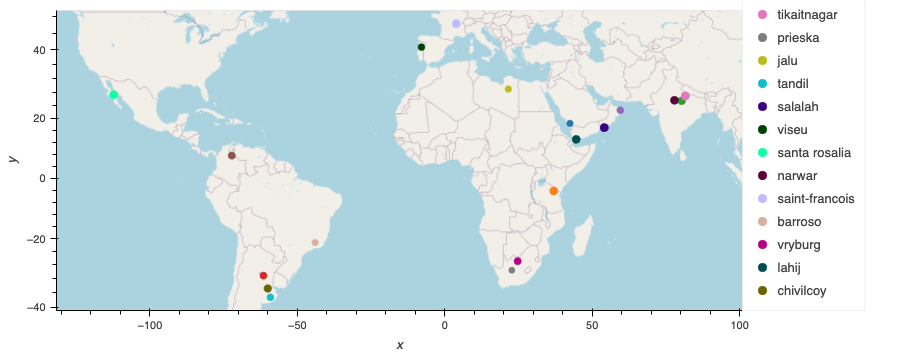 tikaitnagar
prieska
jalu
tandil
salalah
viseu
santa rosalia
narwar
saint-francois
barroso
vryburg
lahij
chivilcoy
y
40
20
0
−20
−40
−100
−50
0
50
100
x